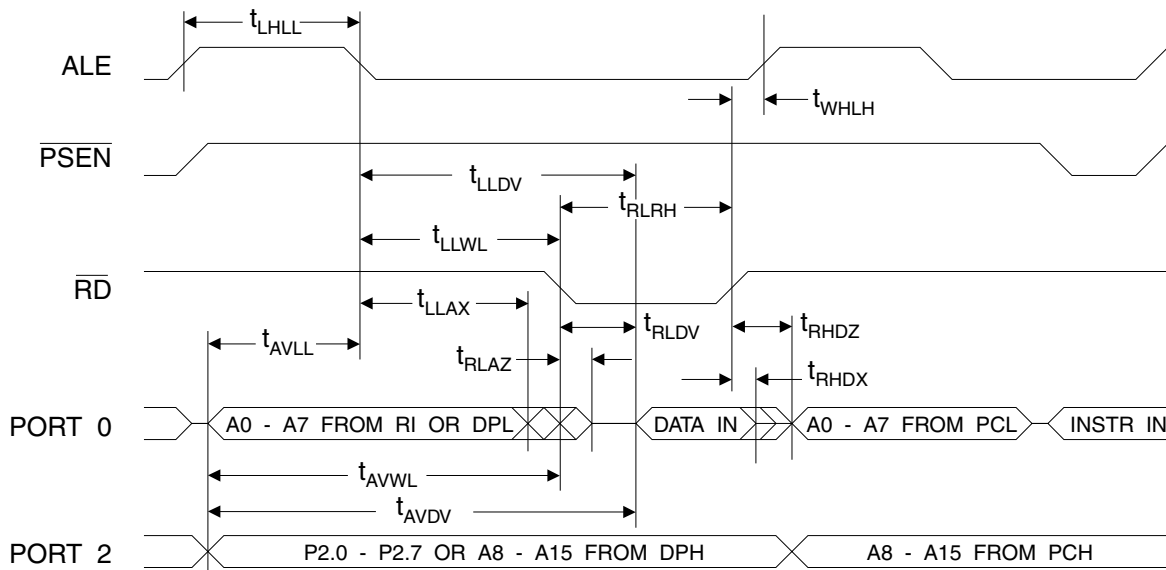 tLHLL
ALE
tWHLH
PSEN
tLLDV
tRLRH
tLLWL
RD
tLLAX
tRLDV
tRHDZ
tAVLL
tRLAZ
tRHDX
PORT 0
A0 - A7 FROM RI OR DPL
DATA IN
A0 - A7 FROM PCL
INSTR IN
tAVWL
tAVDV
PORT 2
P2.0 - P2.7 OR A8 - A15 FROM DPH
A8 - A15 FROM PCH